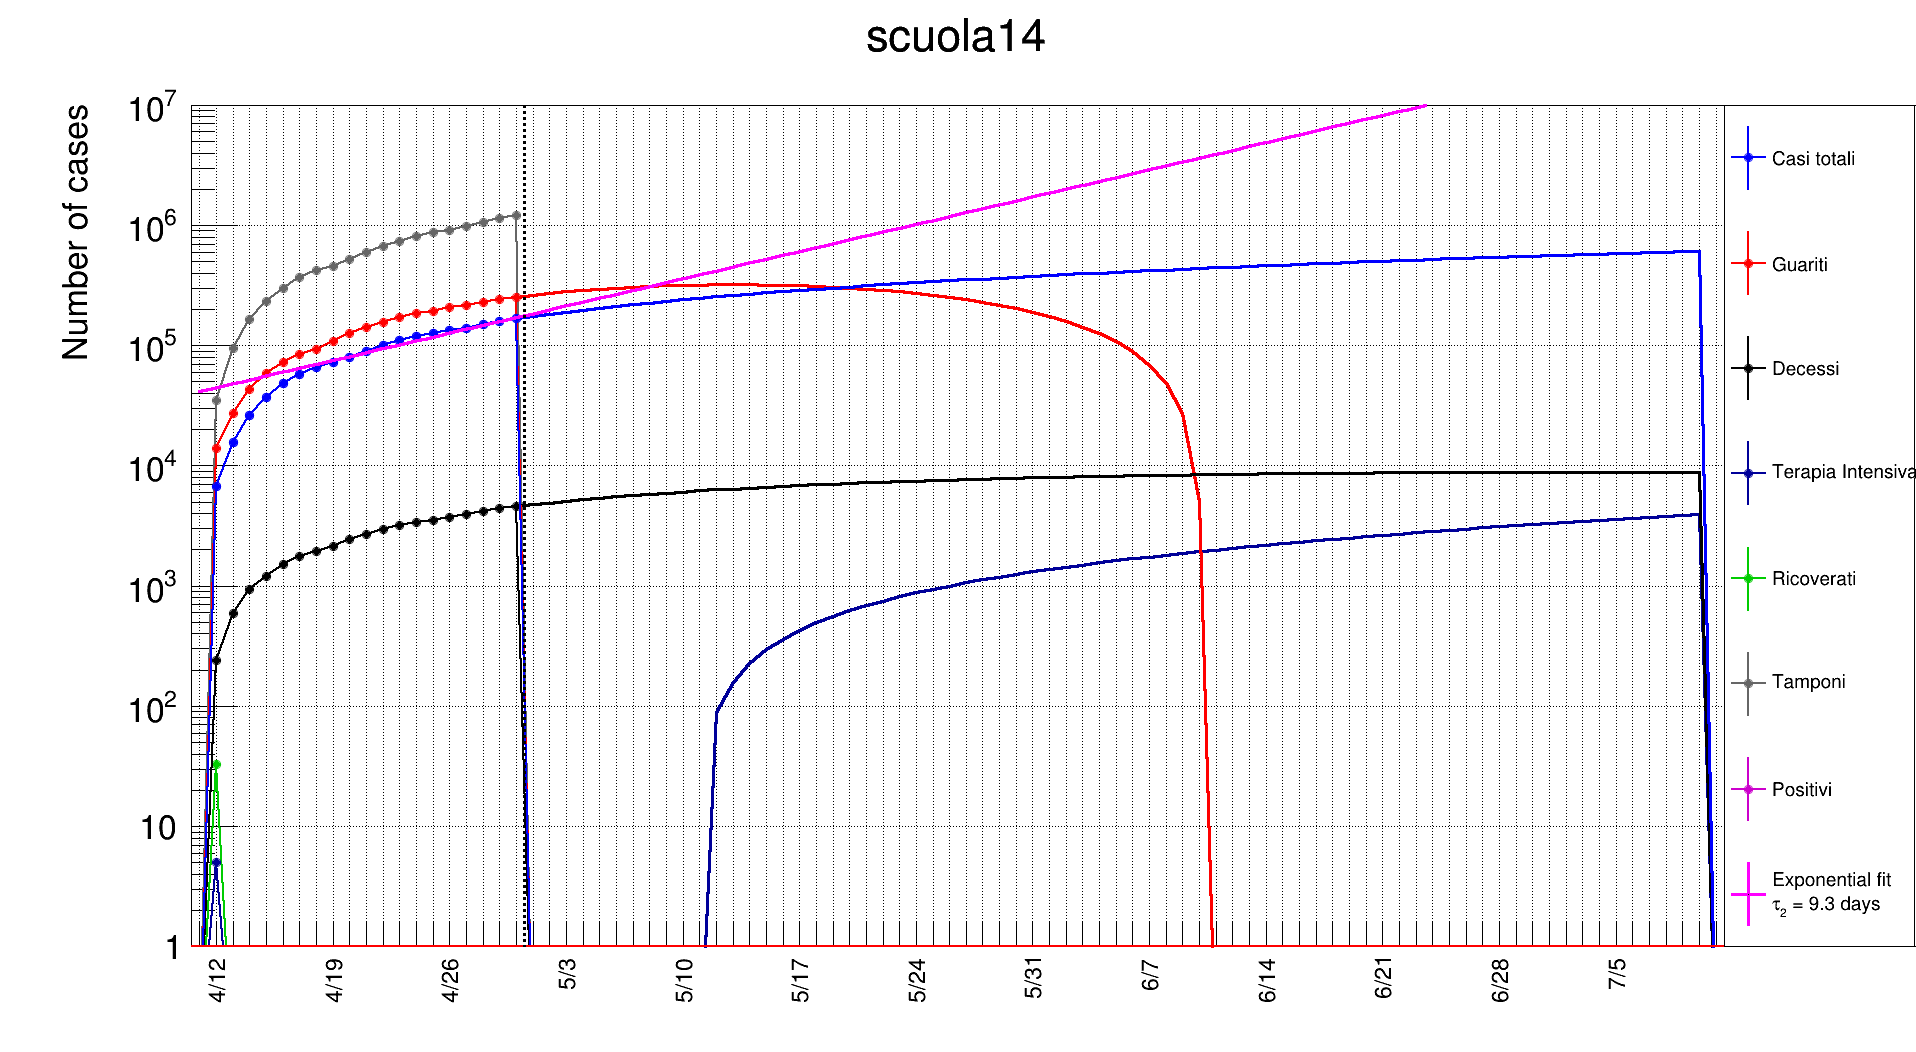 scuola14
Number of cases
10^7
10^6
10^5
10^4
10^3
10^2
10
1
4/12
4/19
4/26
5/3
5/10
5/17
5/24
5/31
6/7
6/14
6/21
6/28
7/5
Casi totali
Guariti
Decessi
Terapia Intensiva
Ricoverati
Tamponi
Positivi
Exponential fit
τ_2 = 9.3 days